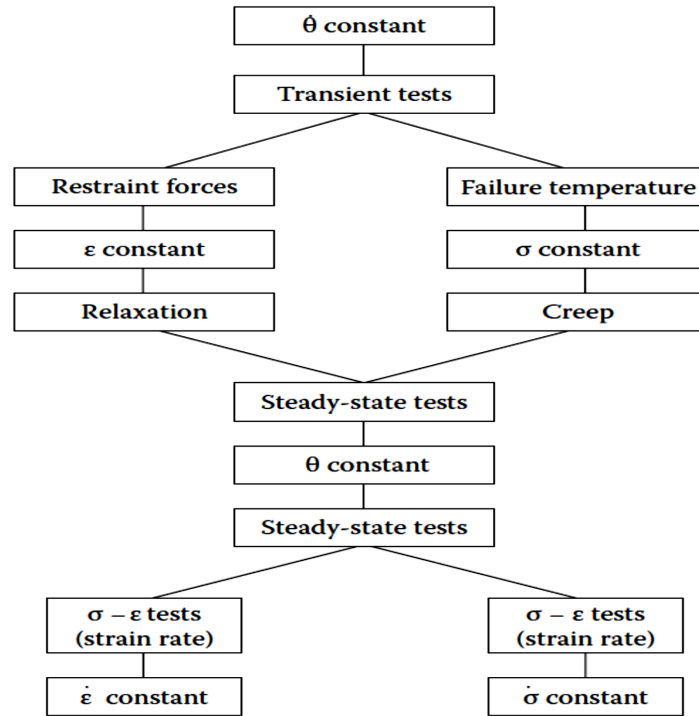 θ̇ constant
Transient tests
Restraint forces
Failure temperature
ε constant
σ constant
Relaxation
Creep
Steady-state tests
θ constant
Steady-state tests
σ – ε tests
(strain rate)
σ – ε tests
(strain rate)
ε̇ constant
σ̇ constant